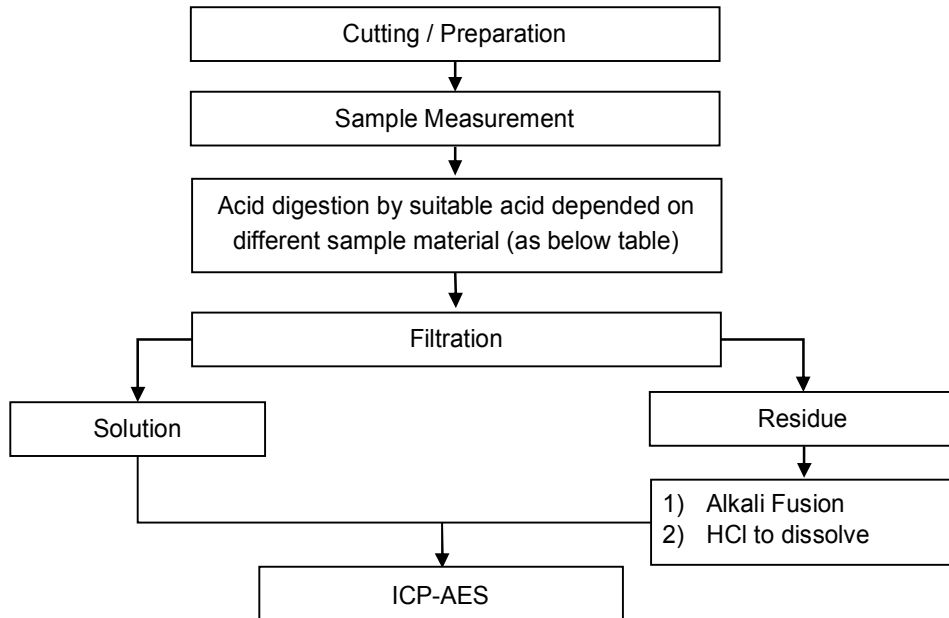 Cutting / Preparation
Sample Measurement
Acid digestion by suitable acid depended on
different sample material (as below table)
Filtration
Solution
Residue
1) Alkali Fusion
2) HCl to dissolve
ICP-AES